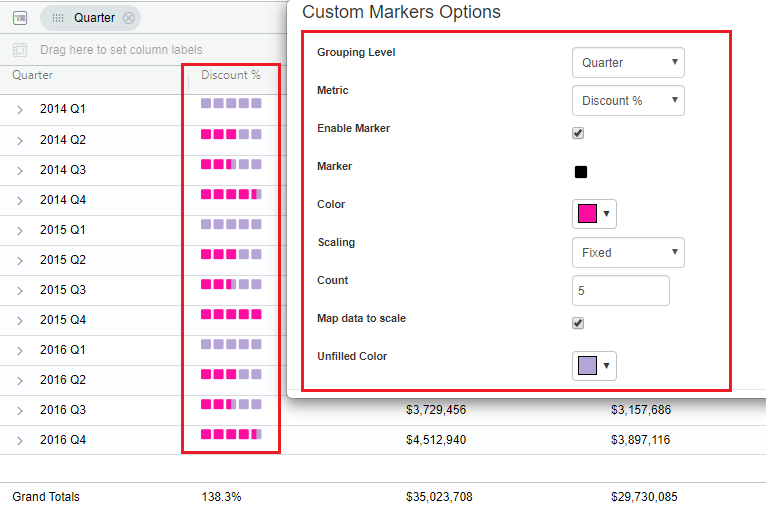 Quarter
Drag here to set column labels
Quarter Discount %
2014 Q1
2014 Q2
2014 Q3
2014 Q4
2015 Q1
2015 Q2
2015 Q3
2015 Q4
2016 Q1
2016 Q2
2016 Q3 $3,729,456 $3,157,686
2016 Q4 $4,512,940 $3,897,116
Grand Totals 138.3% $35,023,708 $29,730,085
Custom Markers Options
Grouping Level Quarter
Metric Discount %
Enable Marker
Marker
Color
Scaling Fixed
Count 5
Map data to scale
Unfilled Color